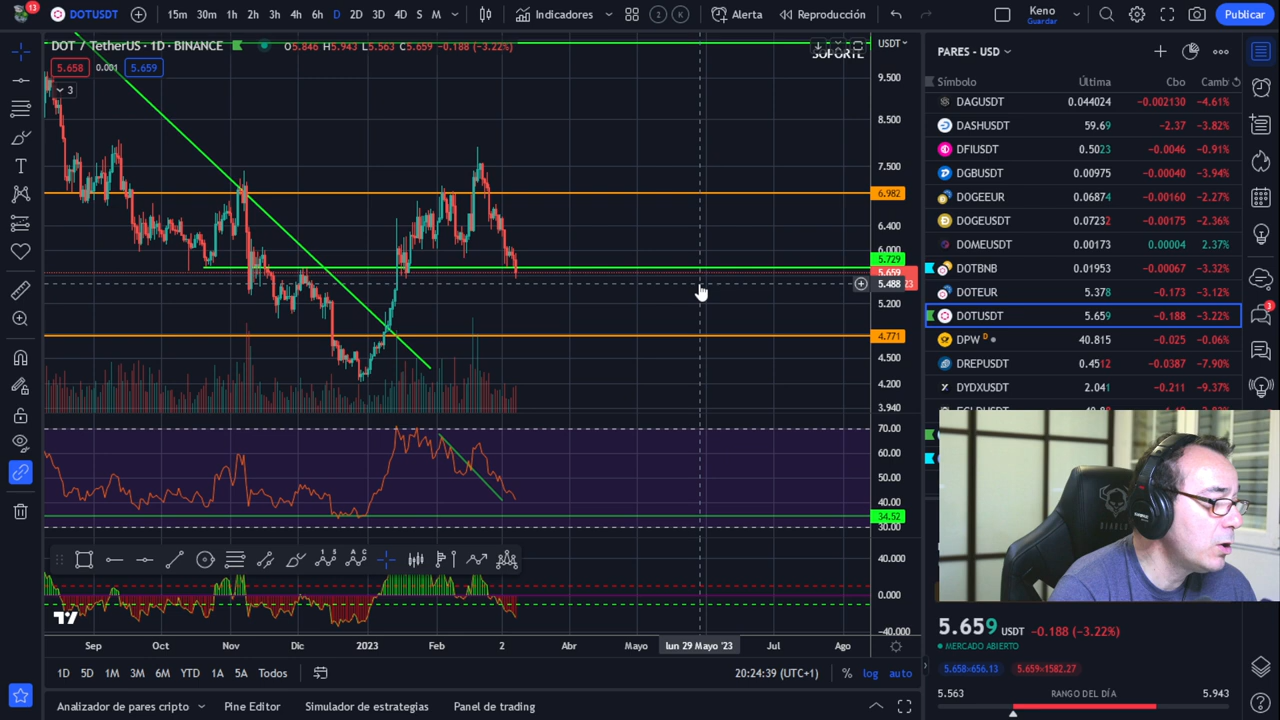 13
DOTUSDT
15m 30m 1h 2h 3h 4h 6h D 2D 3D 4D S M
Indicadores
2 K
Alerta
Reproducción
Keno
Guardar
Publicar
DOT / TetherUS · 1D · BINANCE O5.846 H5.943 L5.563 C5.659 −0.188 (−3.22%)
5.658 0.001 5.659
3
SOPORTE
USDT
9.500
8.500
7.500
6.982
6.400
6.000
5.729
5.659
5.488
5.200
4.771
4.500
4.200
3.940
70.00
60.00
50.00
40.00
34.52
30.00
40.000
0.000
−40.000
Sep Oct Nov Dic 2023 Feb 2 Abr Mayo lun 29 Mayo '23 Jul Ago
1D 5D 1M 3M 6M YTD 1A 5A Todos
20:24:39 (UTC+1) % log auto
Analizador de pares cripto Pine Editor Simulador de estrategias Panel de trading
PARES - USD
Símbolo Última Cbo Camb
DAGUSDT 0.044024 −0.002130 −4.61%
DASHUSDT 59.69 −2.37 −3.82%
DFIUSDT 0.5023 −0.0046 −0.91%
DGBUSDT 0.00975 −0.00040 −3.94%
DOGEEUR 0.06874 −0.00160 −2.27%
DOGEUSDT 0.07232 −0.00175 −2.36%
DOMEUSDT 0.00173 0.00004 2.37%
DOTBNB 0.01953 −0.00067 −3.32%
DOTEUR 5.378 −0.173 −3.12%
DOTUSDT 5.659 −0.188 −3.22%
DPW D 40.815 −0.025 −0.06%
DREPUSDT 0.4512 −0.0387 −7.90%
DYDXUSDT 2.041 −0.211 −9.37%
3
5.659 USDT −0.188 (−3.22%)
MERCADO ABIERTO
5.658×656.13 5.659×1582.27
5.563 RANGO DEL DÍA 5.943